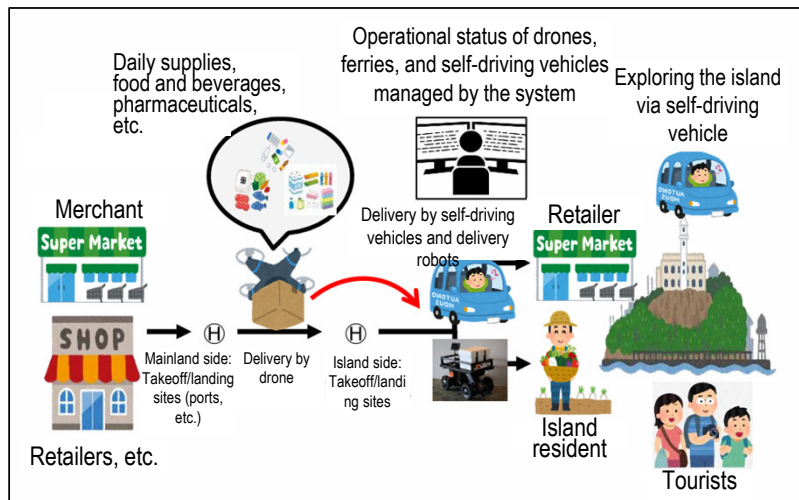 Daily supplies,
food and beverages,
pharmaceuticals,
etc.
Operational status of drones,
ferries, and self-driving vehicles
managed by the system
Exploring the island
via self-driving
vehicle
Merchant
Super Market
SHOP
Retailers, etc.
Mainland side:
Takeoff/landing
sites (ports,
etc.)
H
Delivery by
drone
H
Island side:
Takeoff/landi
ng sites
Delivery by self-driving
vehicles and delivery
robots
Retailer
Super Market
Island
resident
Tourists